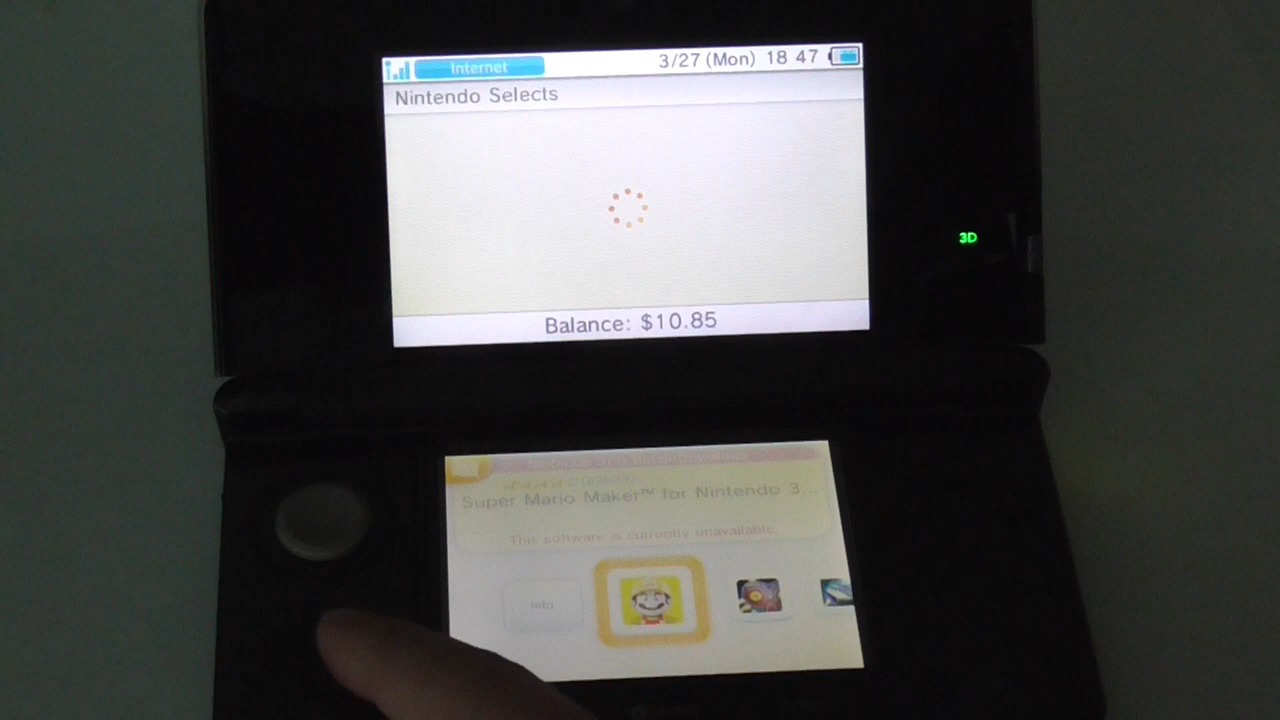 Internet
3/27 (Mon) 18 47
Nintendo Selects
Balance: $10.85
3D
Super Mario Maker™ for Nintendo 3...
This software is currently unavailable.
Info